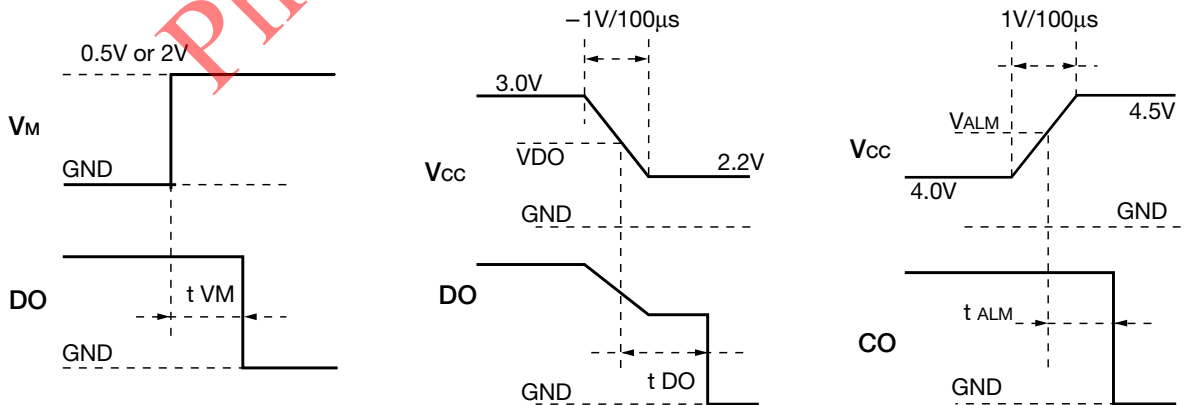 0.5V or 2V
VM
GND
DO
t VM
GND
−1V/100μs
3.0V
VDO
VCC
2.2V
GND
DO
t DO
GND
1V/100μs
VALM
4.5V
VCC
4.0V
GND
t ALM
CO
GND